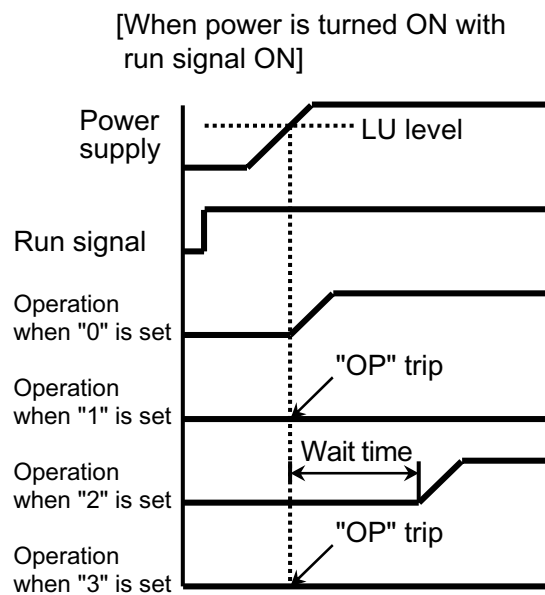 [When power is turned ON with
run signal ON]
Power
supply
LU level
Run signal
Operation
when "0" is set
"OP" trip
Operation
when "1" is set
Wait time
Operation
when "2" is set
"OP" trip
Operation
when "3" is set